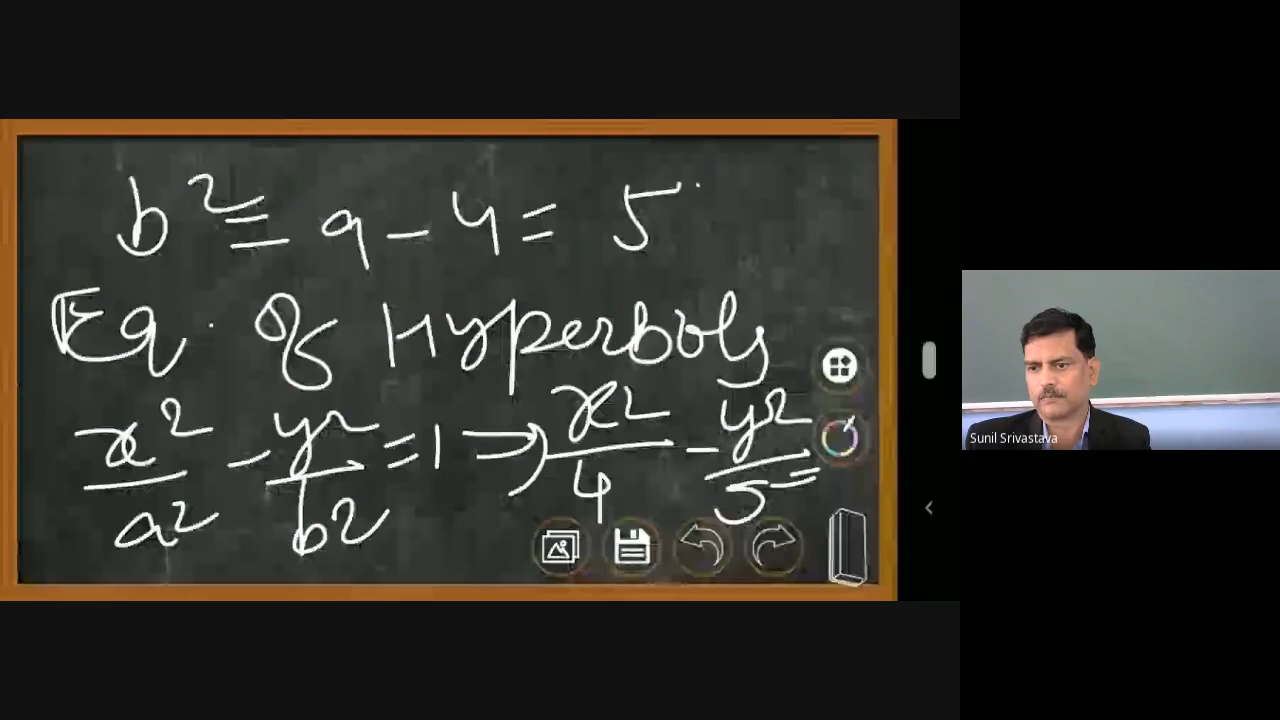 b² = 9 - 4 = 5
Eq. of Hyperbola
x²/a² - y²/b² = 1 → x²/4 - y²/5 =
Sunil Srivastava